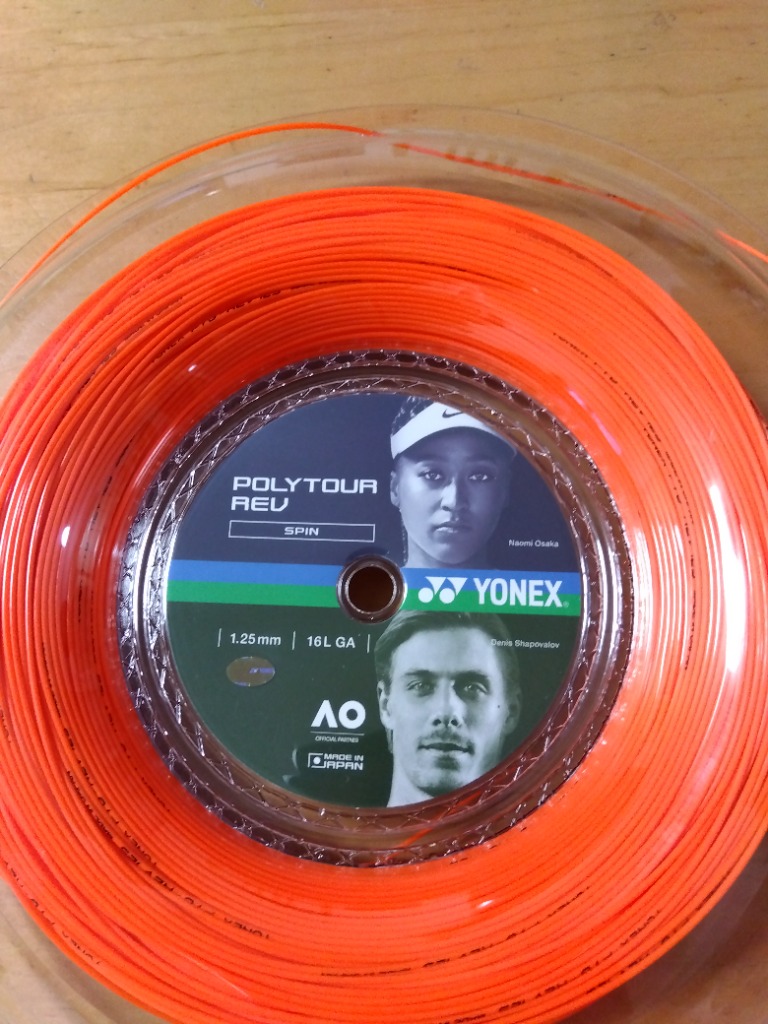 POLYTOUR
REV
SPIN
Naomi Osaka
YONEX®
1.25mm | 16L GA |
Denis Shapovalov
AO
OFFICIAL PARTNER
MADE IN
JAPAN